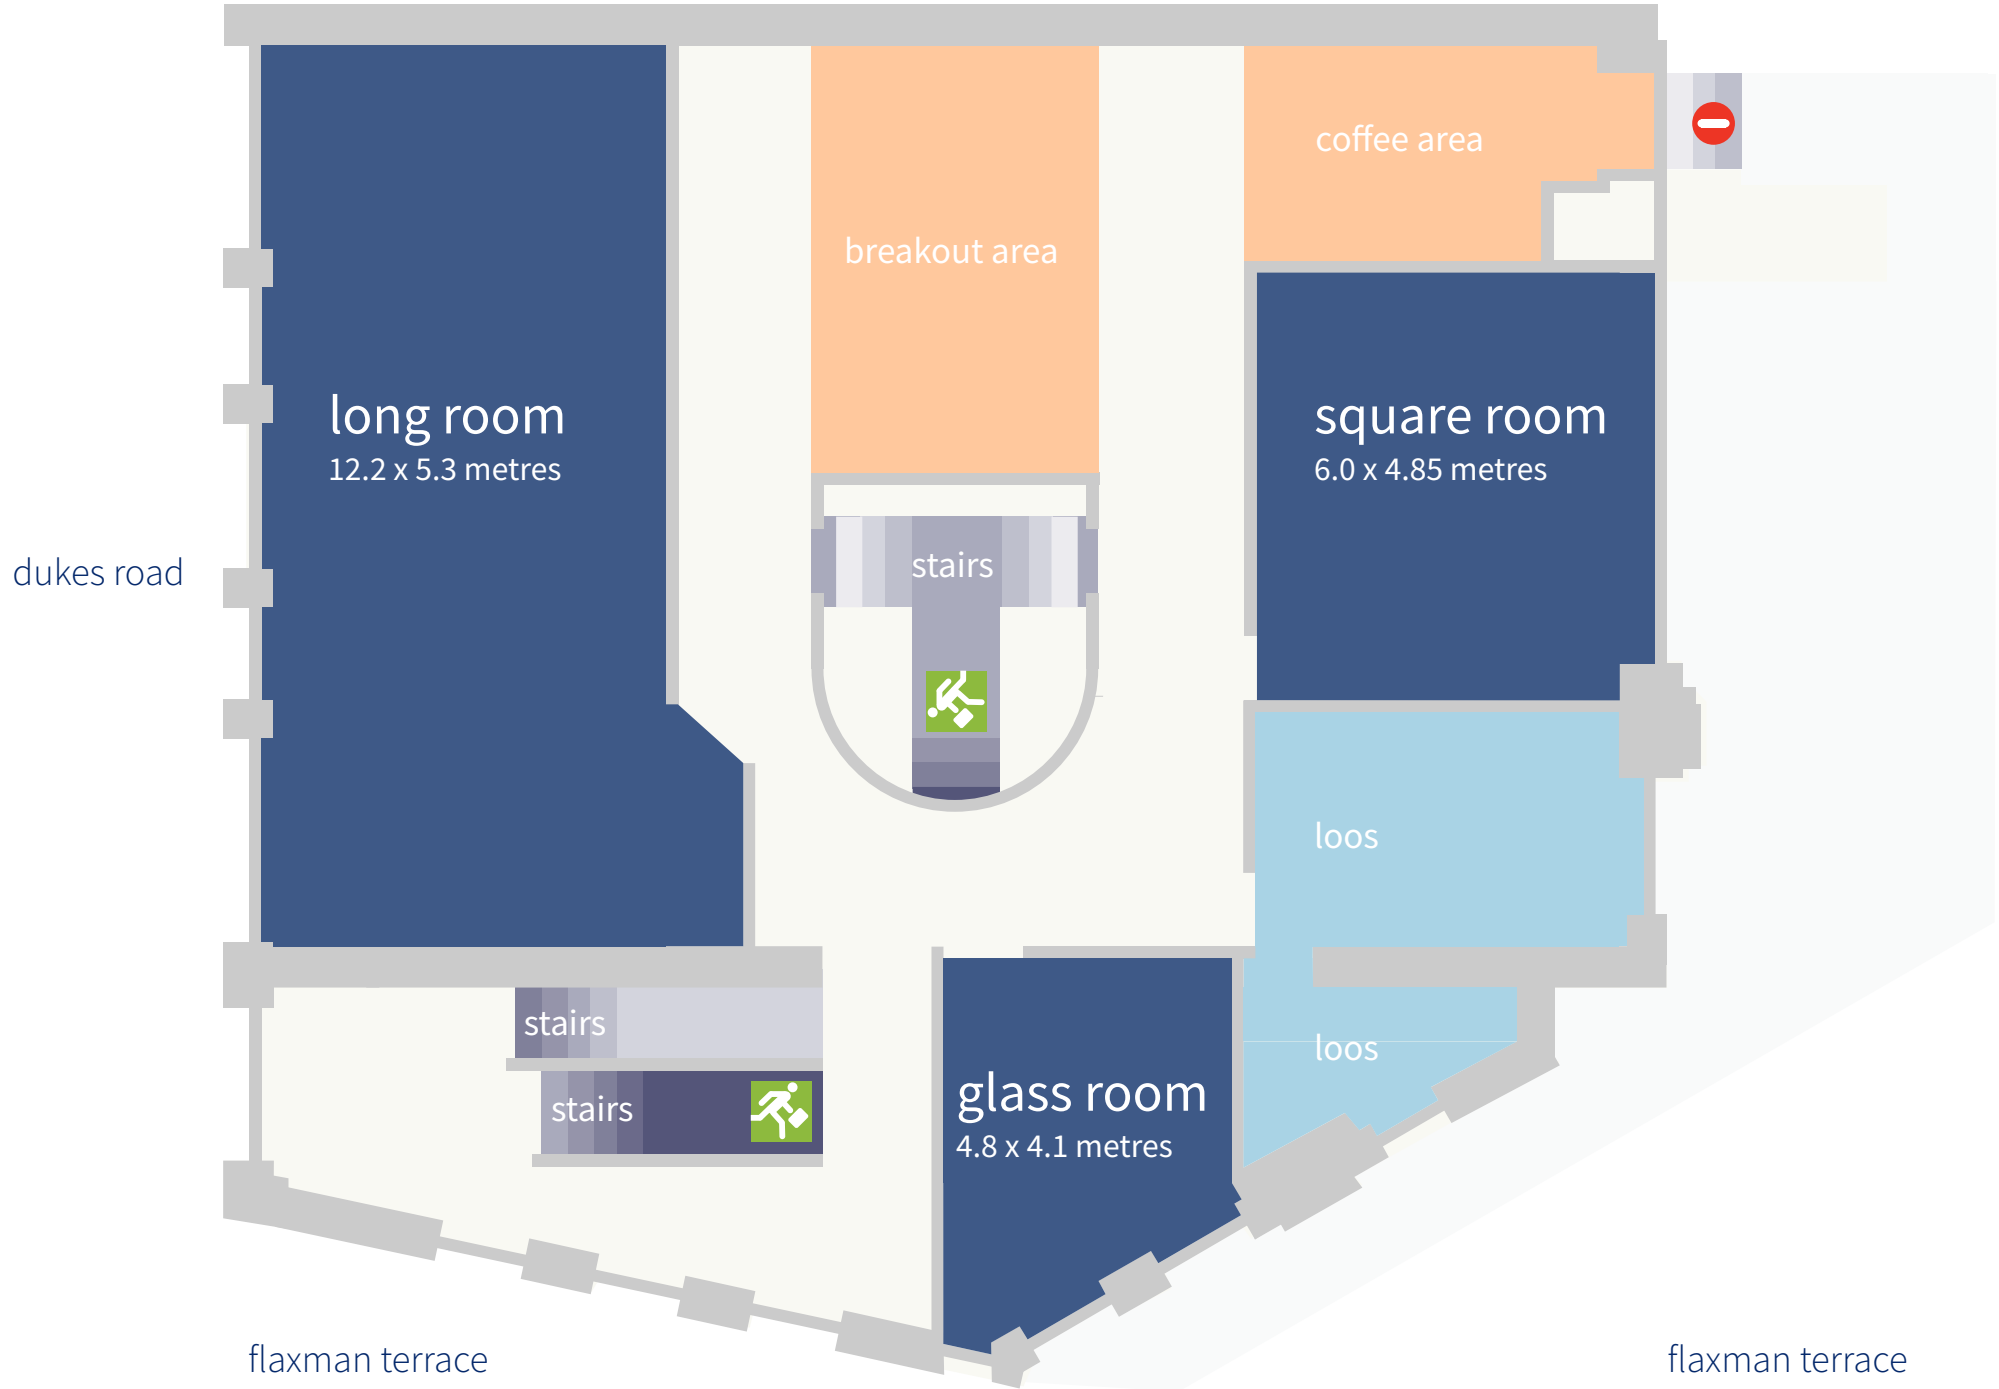 coffee area
breakout area
long room
12.2 x 5.3 metres
square room
6.0 x 4.85 metres
dukes road
stairs
loos
stairs
loos
glass room
4.8 x 4.1 metres
stairs
flaxman terrace
flaxman terrace